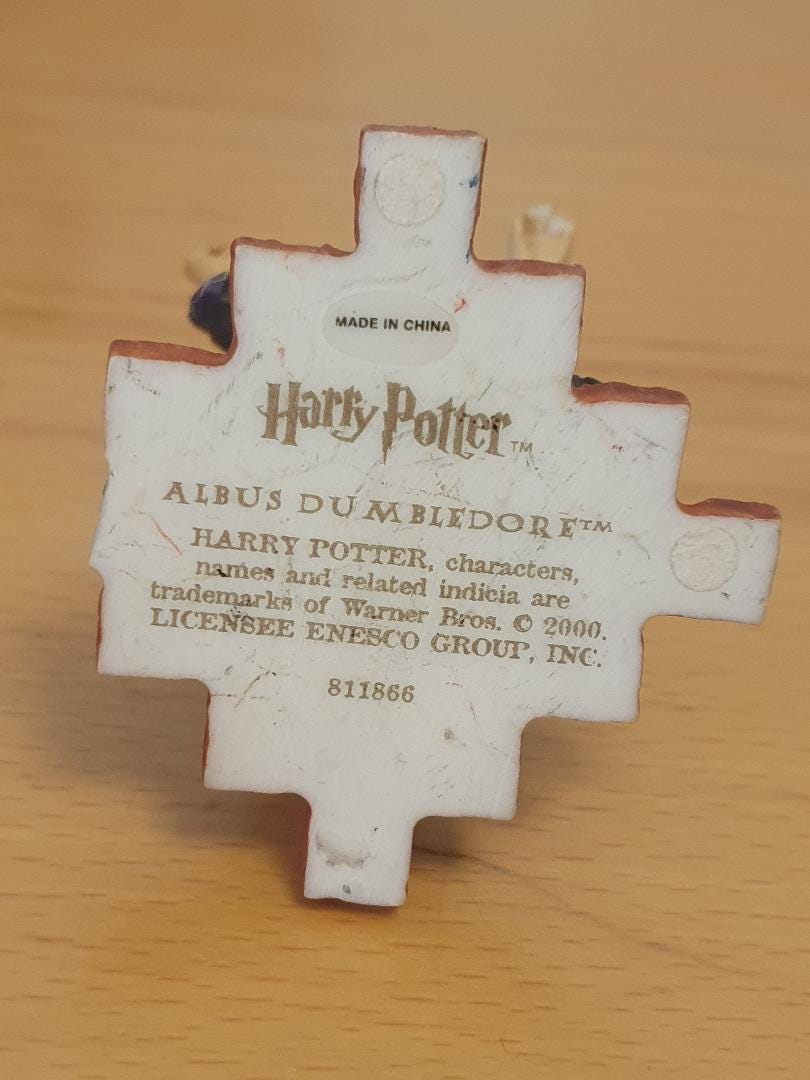 MADE IN CHINA
Harry Potter™
ALBUS DUMBLEDORE™
HARRY POTTER, characters,
names and related indicia are
trademarks of Warner Bros. © 2000.
LICENSEE ENESCO GROUP, INC.
811866